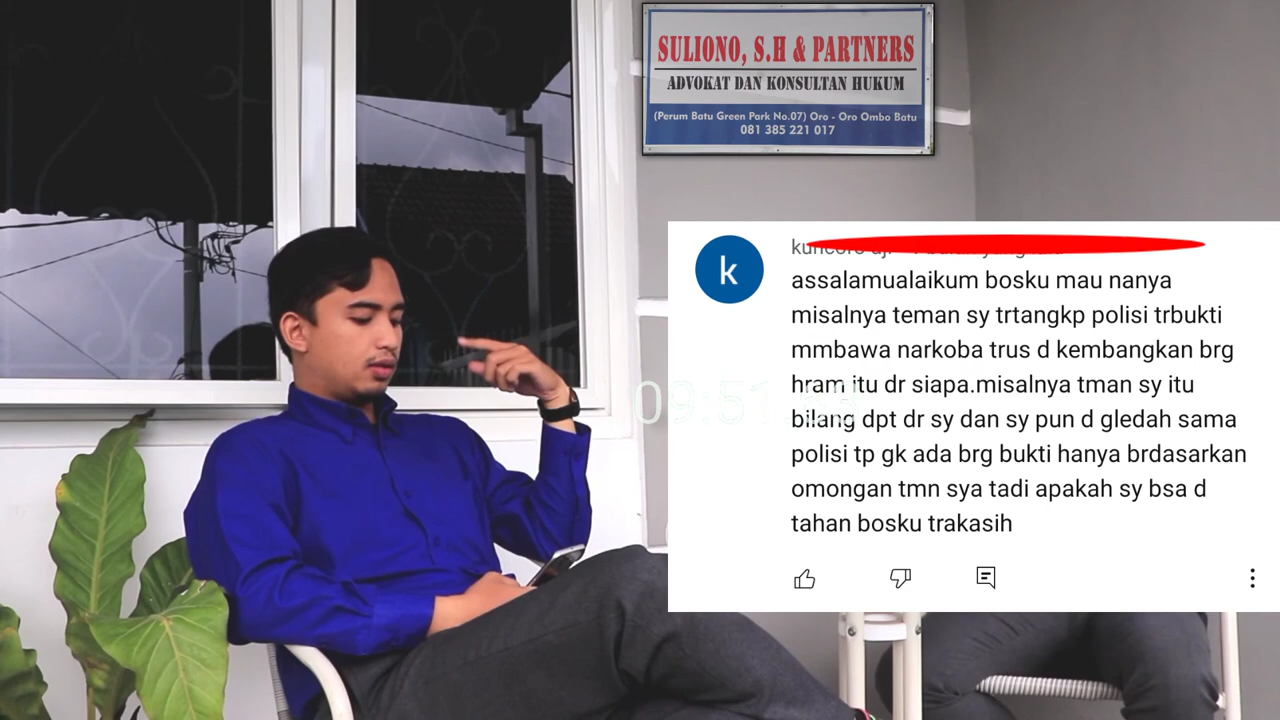 SULIONO, S.H & PARTNERS
ADVOKAT DAN KONSULTAN HUKUM
(Perum Batu Green Park No.07) Oro - Oro Ombo Batu
081 385 221 017
k
assalamualaikum bosku mau nanya
misalnya teman sy trtangkp polisi trbukti
mmbawa narkoba trus d kembangkan brg
hram itu dr siapa.misalnya tman sy itu
bilang dpt dr sy dan sy pun d gledah sama
polisi tp gk ada brg bukti hanya brdasarkan
omongan tmn sya tadi apakah sy bsa d
tahan bosku trakasih